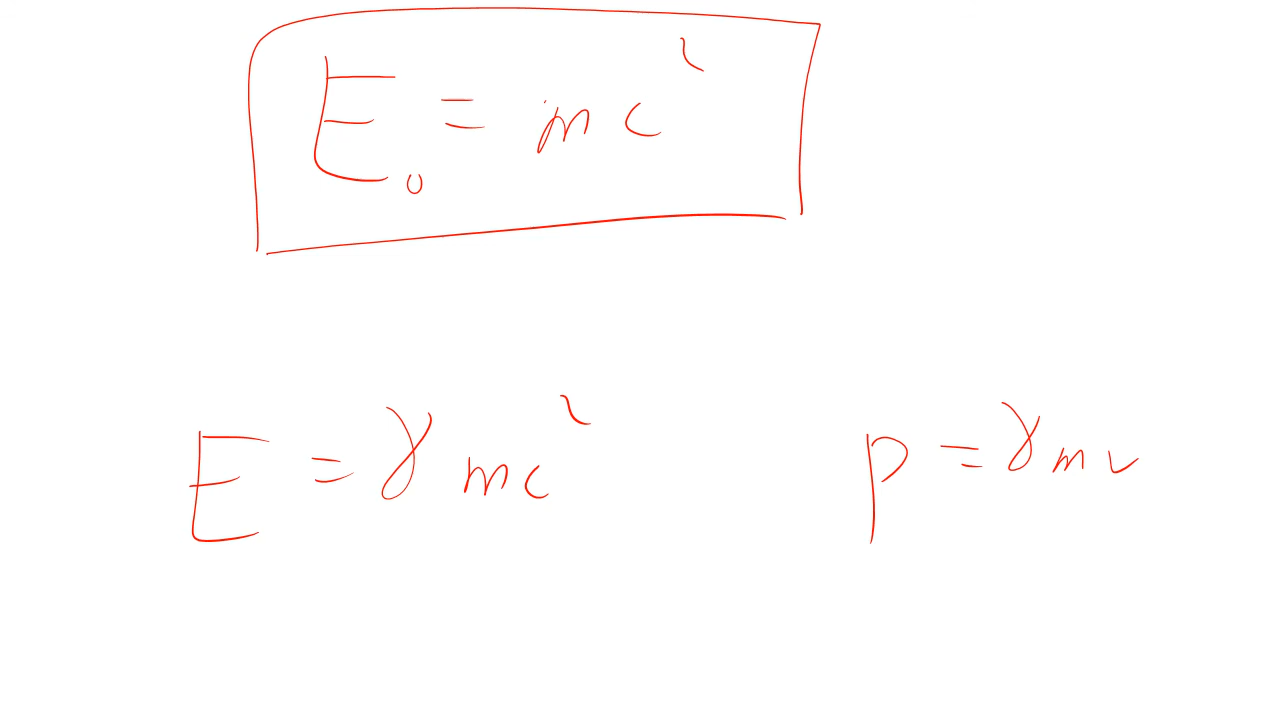 E₀ = mc²
E = γmc² p = γmv